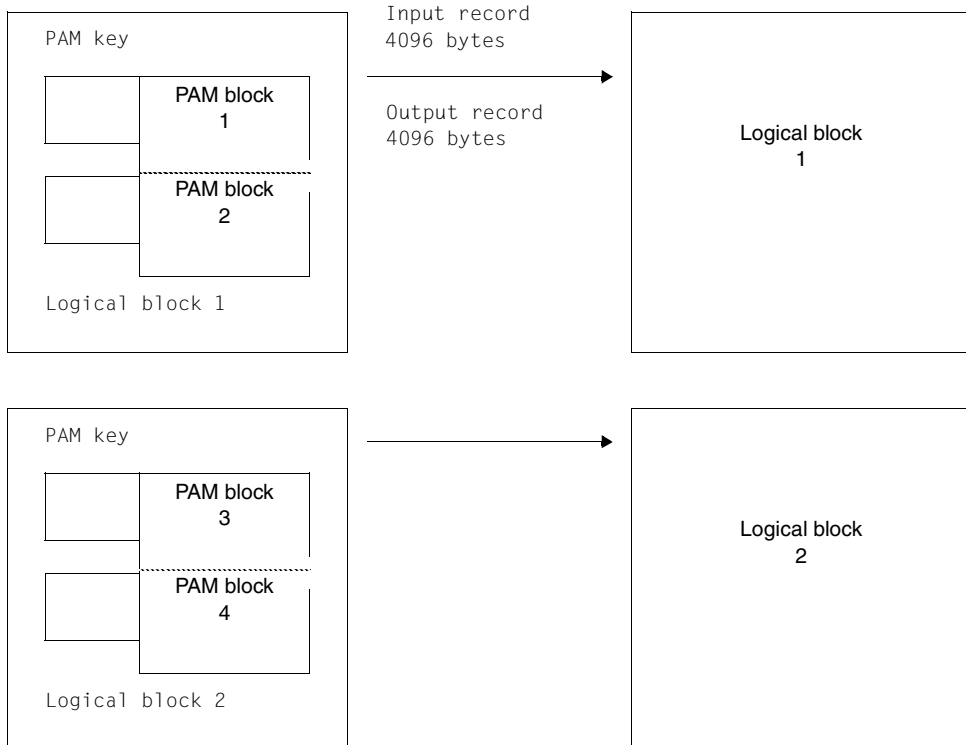 PAM key
PAM block
1
PAM block
2
Logical block 1
Input record
4096 bytes
Output record
4096 bytes
Logical block
1
PAM key
PAM block
3
PAM block
4
Logical block 2
Logical block
2